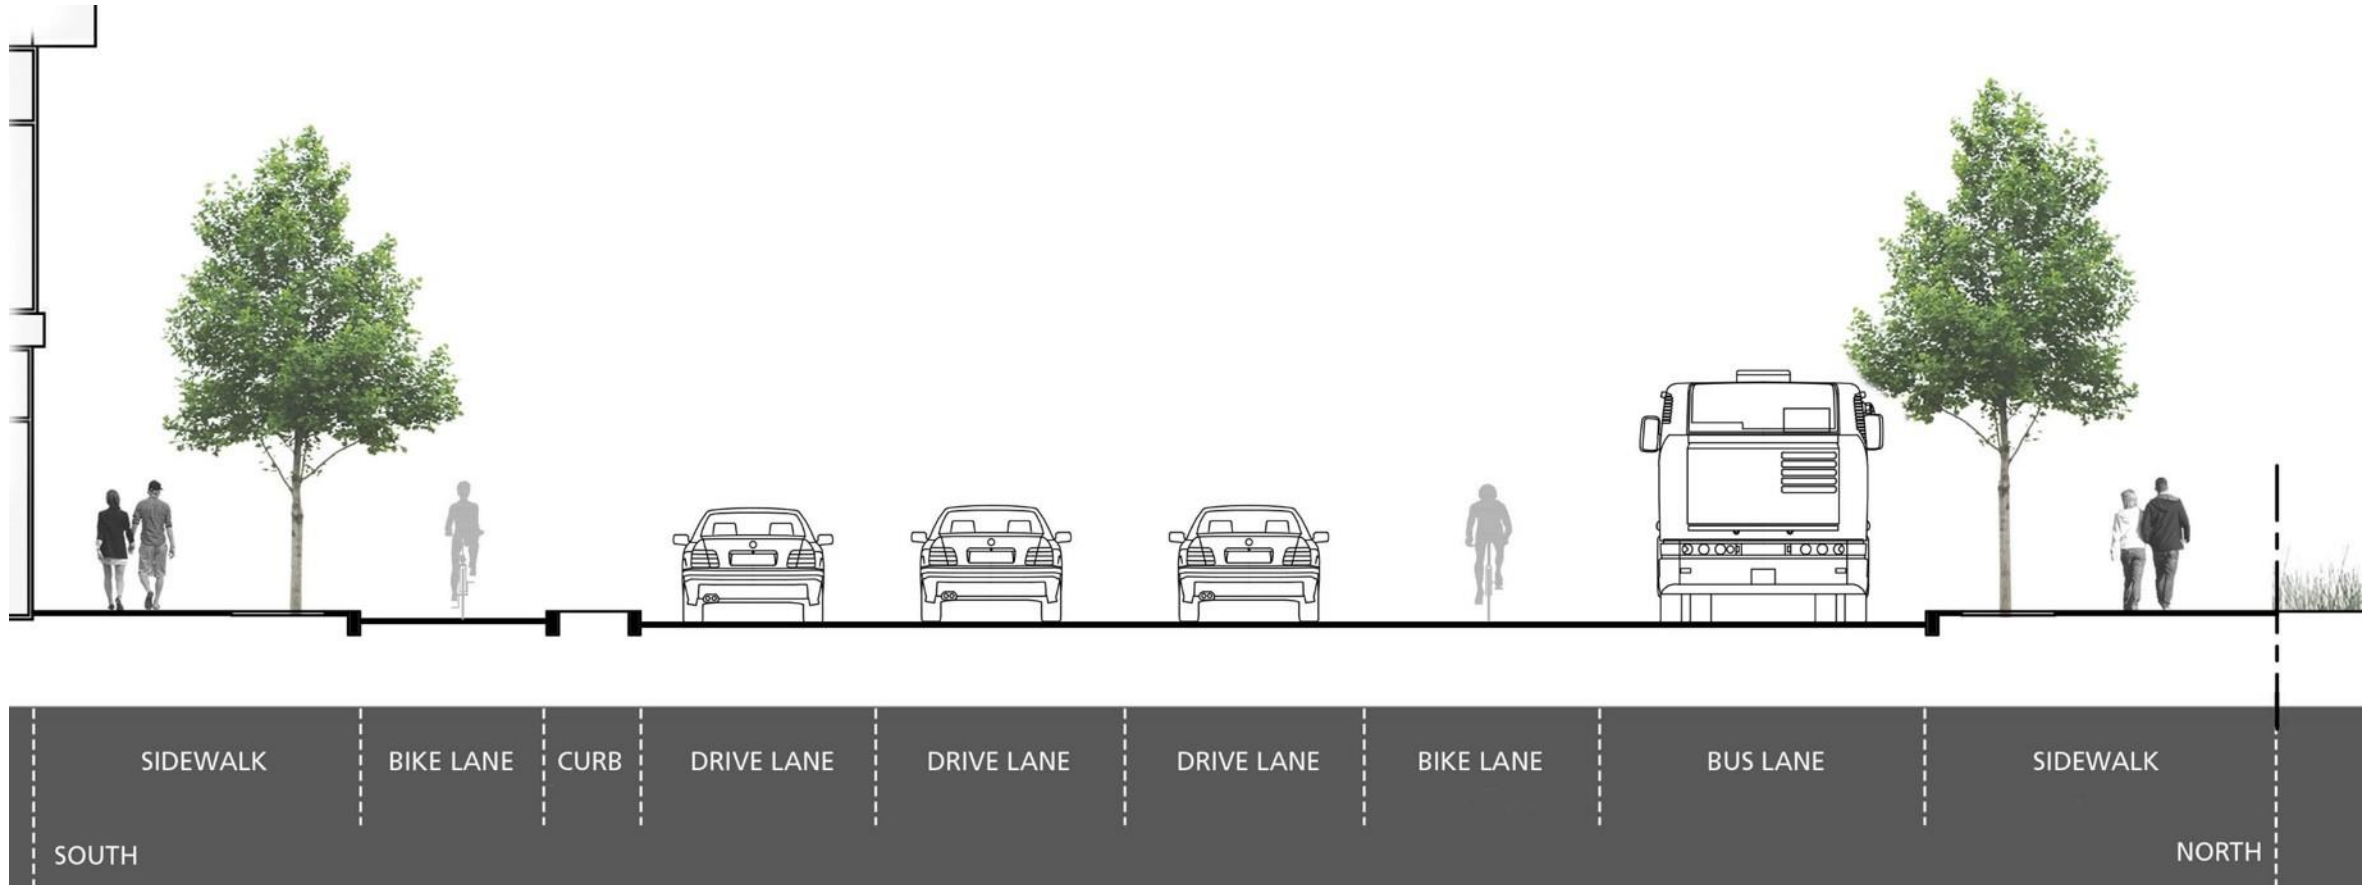 SIDEWALK
BIKE LANE
CURB
DRIVE LANE
DRIVE LANE
DRIVE LANE
BIKE LANE
BUS LANE
SIDEWALK
SOUTH
NORTH